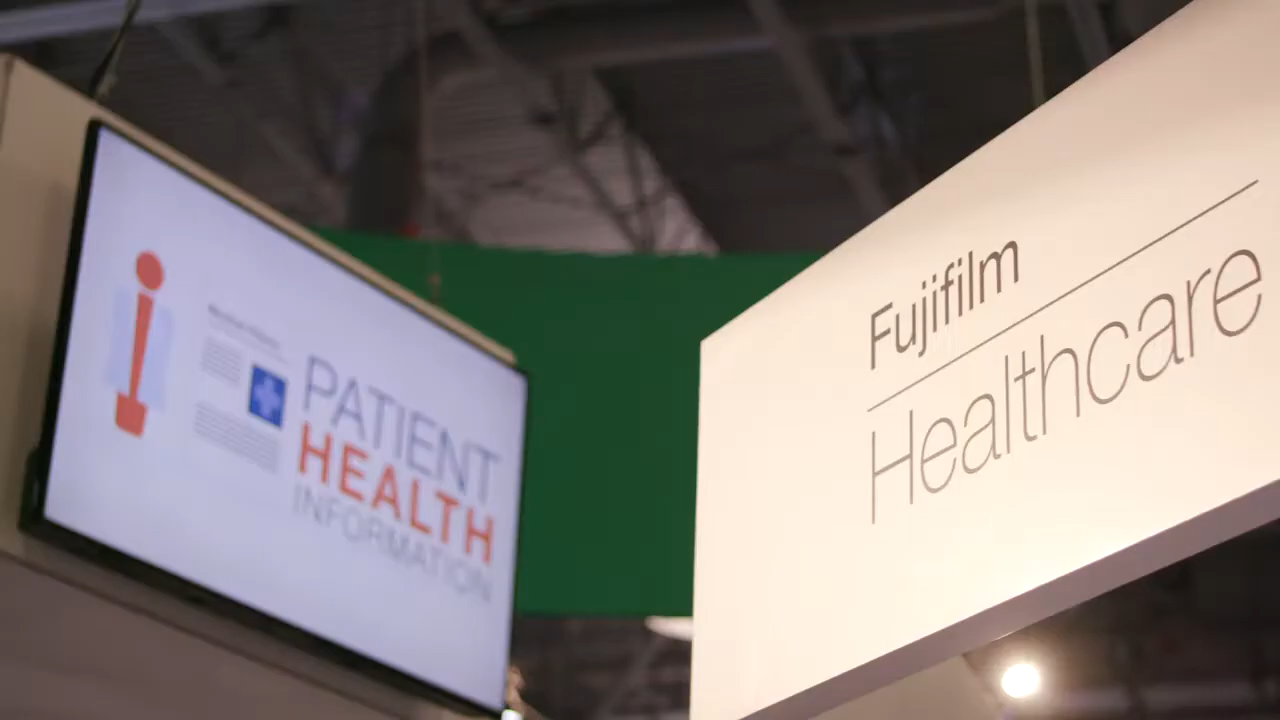 PATIENT
HEALTH
INFORMATION
Fujifilm
Healthcare